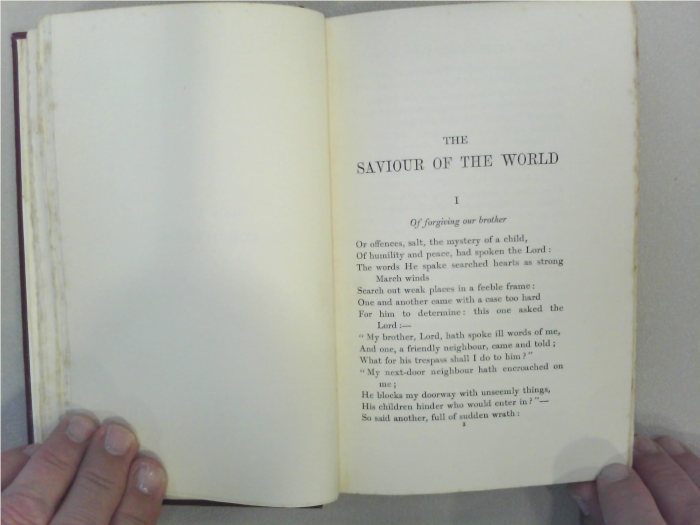 THE
SAVIOUR OF THE WORLD
I
Of forgiving our brother
Or offences, salt, the mystery of a child,
Of humility and peace, had spoken the Lord:
The words He spake searched hearts as strong
March winds
Search out weak places in a feeble frame:
One and another came with a case too hard
For him to determine: this one asked the
Lord:—
"My brother, Lord, hath spoke ill words of me,
And one, a friendly neighbour, came and told;
What for his trespass shall I do to him?"
"My next-door neighbour hath encroached on
me;
He blocks my doorway with unseemly things,
His children hinder who would enter in?"—
So said another, full of sudden wrath: